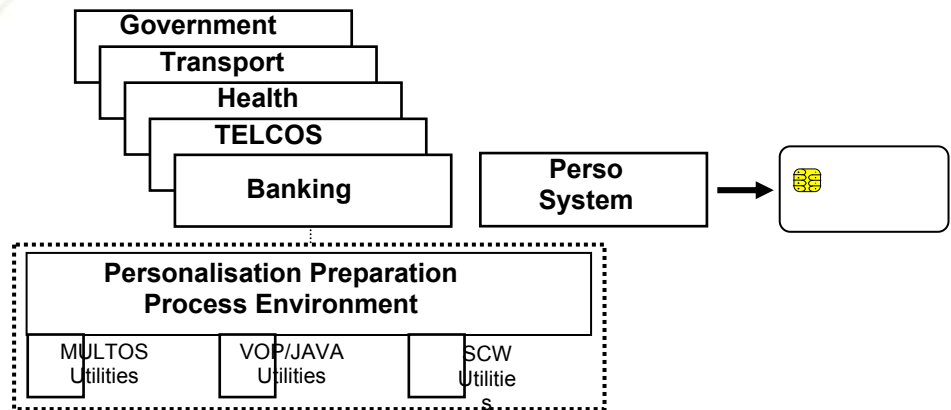 Government
Transport
Health
TELCOS
Banking
Perso
System
Personalisation Preparation
Process Environment
MULTOS
Utilities
VOP/JAVA
Utilities
SCW
Utilitie
s